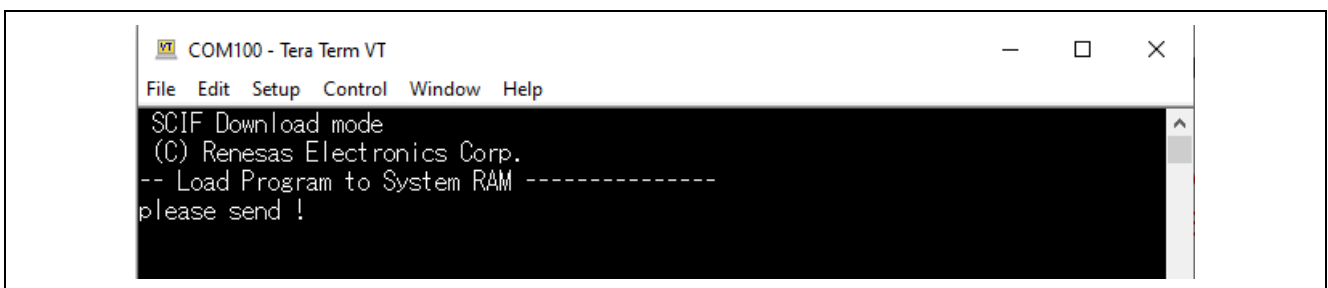 COM100 - Tera Term VT
File Edit Setup Control Window Help
SCIF Download mode
(C) Renesas Electronics Corp.
-- Load Program to System RAM ---------------
please send !